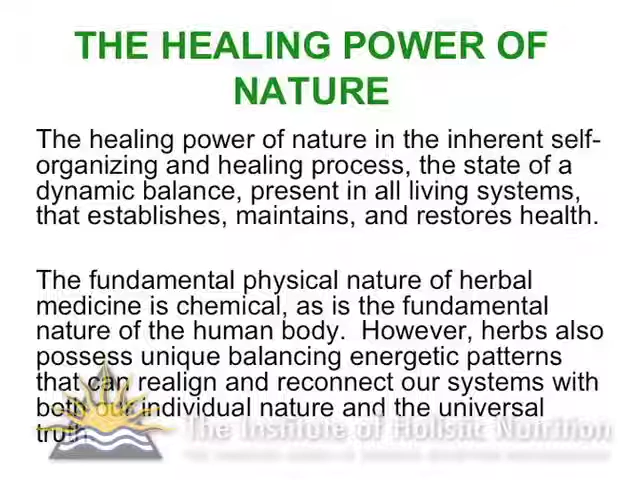 THE HEALING POWER OF
NATURE
The healing power of nature in the inherent self-
organizing and healing process, the state of a
dynamic balance, present in all living systems,
that establishes, maintains, and restores health.
The fundamental physical nature of herbal
medicine is chemical, as is the fundamental
nature of the human body.  However, herbs also
possess unique balancing energetic patterns
that can realign and reconnect our systems with
both our individual nature and the universal
truth
The Institute of Holistic Nutrition